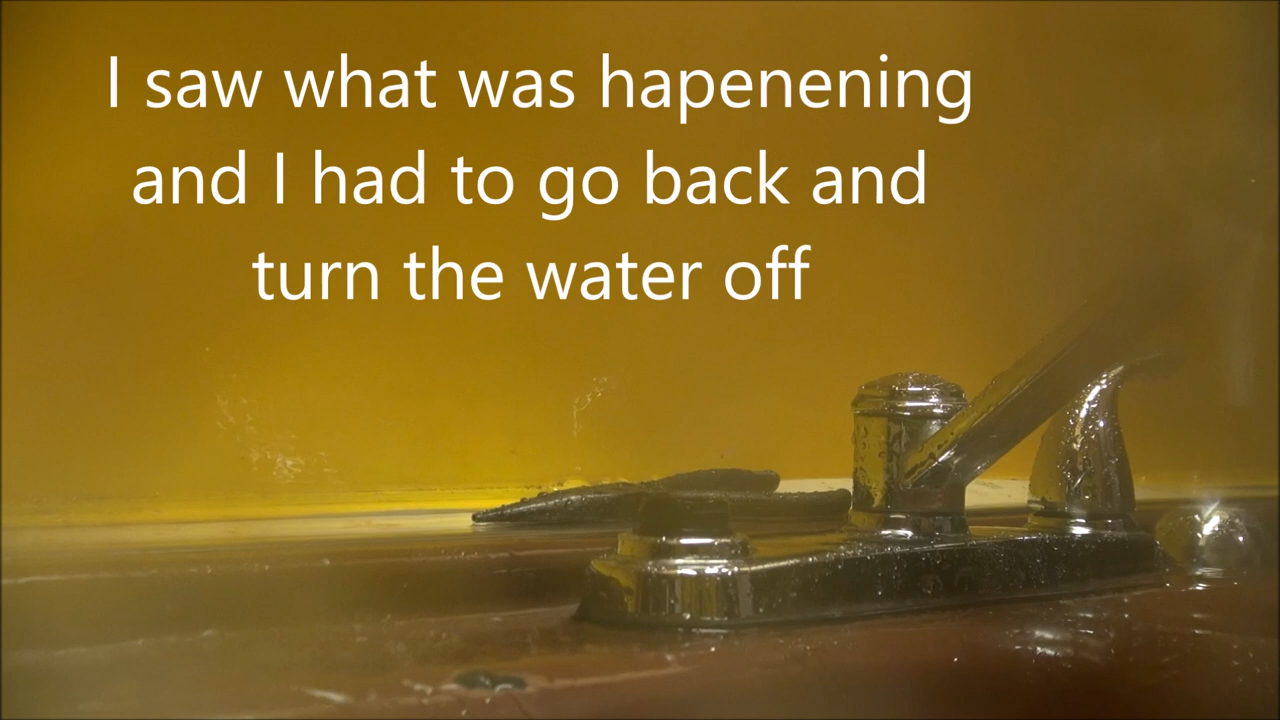 I saw what was hapenening
and I had to go back and
turn the water off